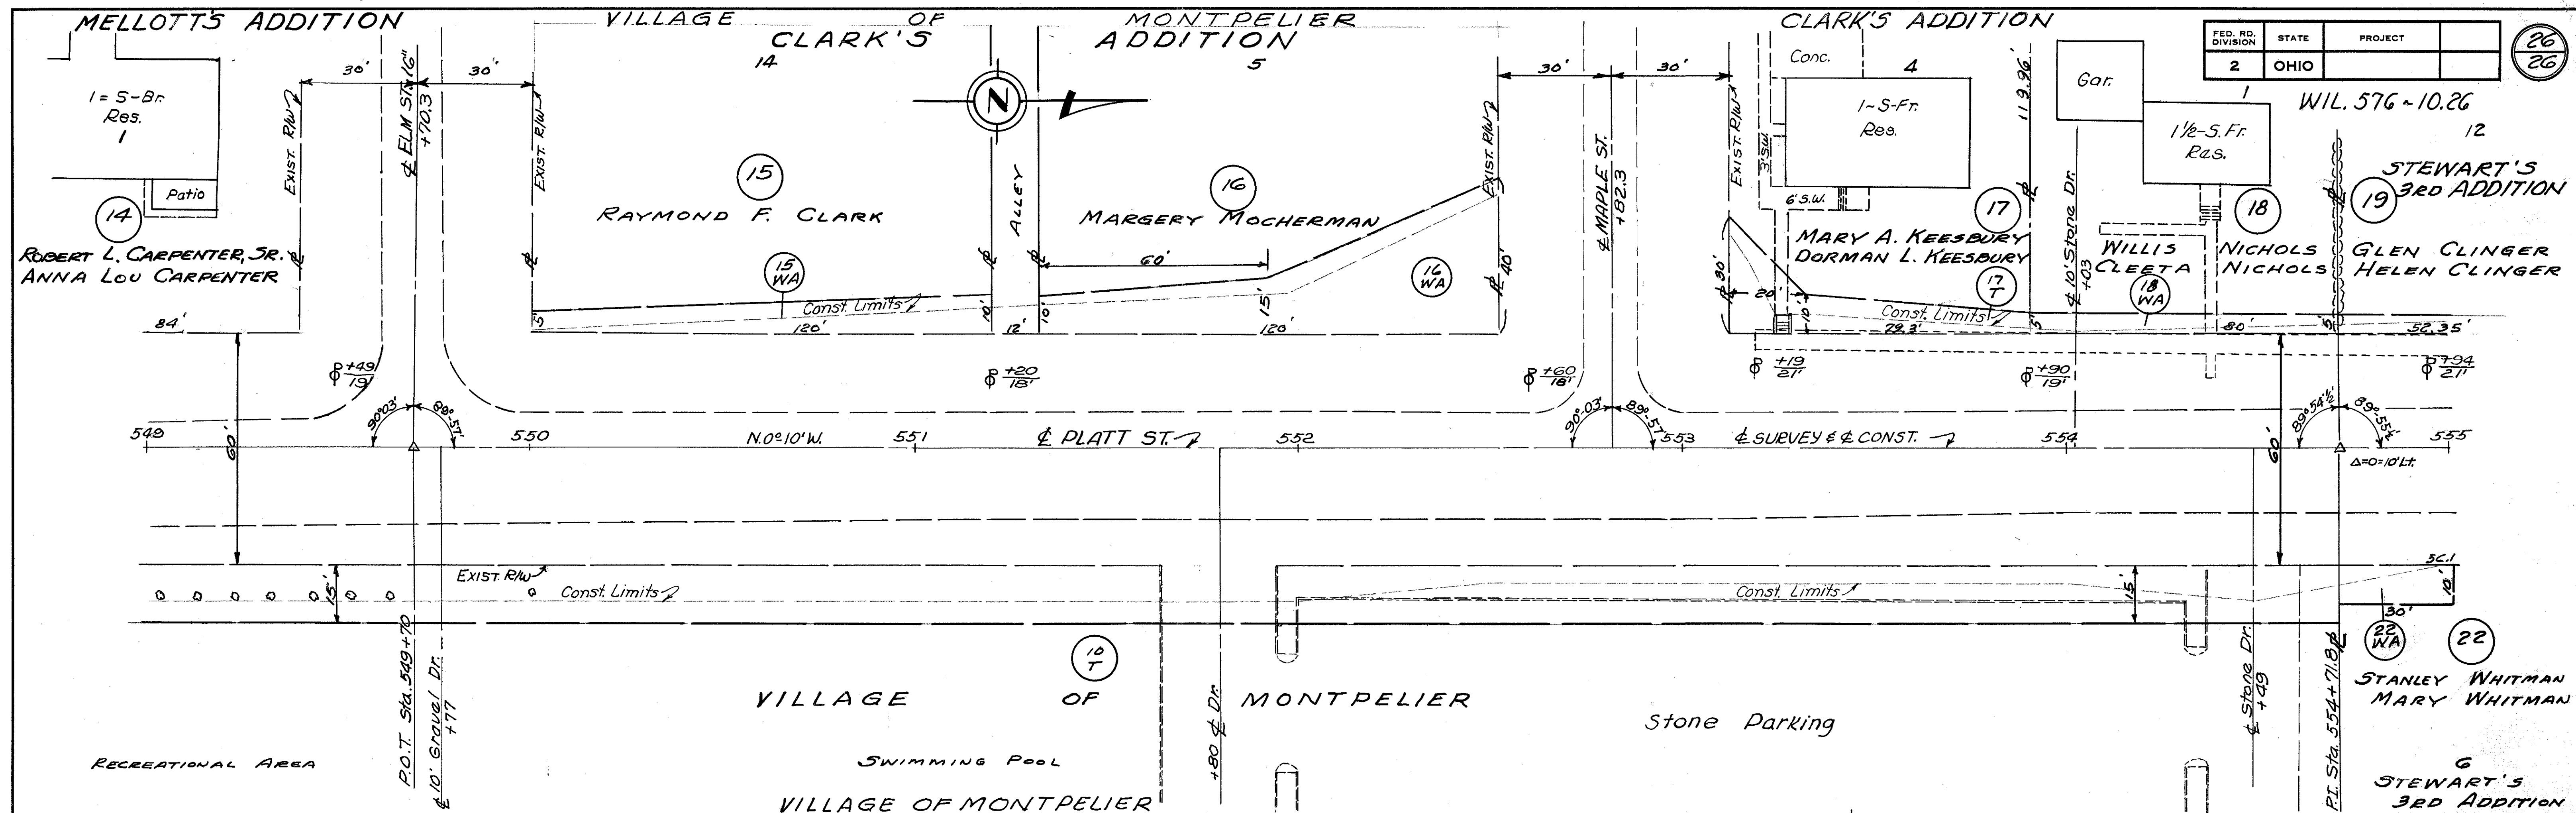 MELLOTT'S ADDITION
VILLAGE OF MONTPELIER
CLARK'S ADDITION
CLARK'S ADDITION
14
5
FED. RD. DIVISION STATE PROJECT
2 OHIO
26
26
WIL. 576~10.26
30'
30'
30'
30'
1 = S-Br.
Res.
1
Patio
EXIST. R/W
℄ ELM ST. 16"
+70.3
EXIST. R/W
N
ALLEY
EXIST. R/W
℄ MAPLE ST.
+82.3
EXIST. R/W
Conc.
3' S.W.
4
1~S-Fr.
Res.
6' S.W.
119.96'
Gar.
1
1½-S.Fr.
Res.
12
STEWART'S
3RD ADDITION
14
ROBERT L. CARPENTER, SR.
ANNA LOU CARPENTER
15
RAYMOND F. CLARK
15
WA
16
MARGERY MOCHERMAN
16
WA
17
MARY A. KEESBURY
DORMAN L. KEESBURY
17
T
℄ 10' Stone Dr.
+03
18
WILLIS NICHOLS
CLEETA NICHOLS
18
WA
19
GLEN CLINGER
HELEN CLINGER
84'
5'
Const. Limits
120'
10'
12'
10'
60'
15'
120'
40'
30'
20'
10'
Const. Limits
79.3'
5'
80'
5'
52.35'
+49
19'
+20
18'
+60
18'
+19
21'
+90
19'
+94
21'
90°03'
89°-57'
90°-03'
89°-57'
89°54½'
89°-55½'
549
550
N.0°10'W.
551
℄ PLATT ST.
552
553
℄ SURVEY & ℄ CONST.
554
555
Δ=0=10'Lt.
60'
60'
EXIST. R/W
15'
Const. Limits
Const. Limits
15'
56.1
10'
30'
22
WA
22
STANLEY WHITMAN
MARY WHITMAN
P.O.T. Sta. 549+70
℄ 10' Gravel Dr.
+77
10
T
+80 ℄ Dr.
VILLAGE OF MONTPELIER
Stone Parking
℄ Stone Dr.
+49
P.I. Sta. 554+71.8
RECREATIONAL AREA
SWIMMING POOL
VILLAGE OF MONTPELIER
6
STEWART'S
3RD ADDITION